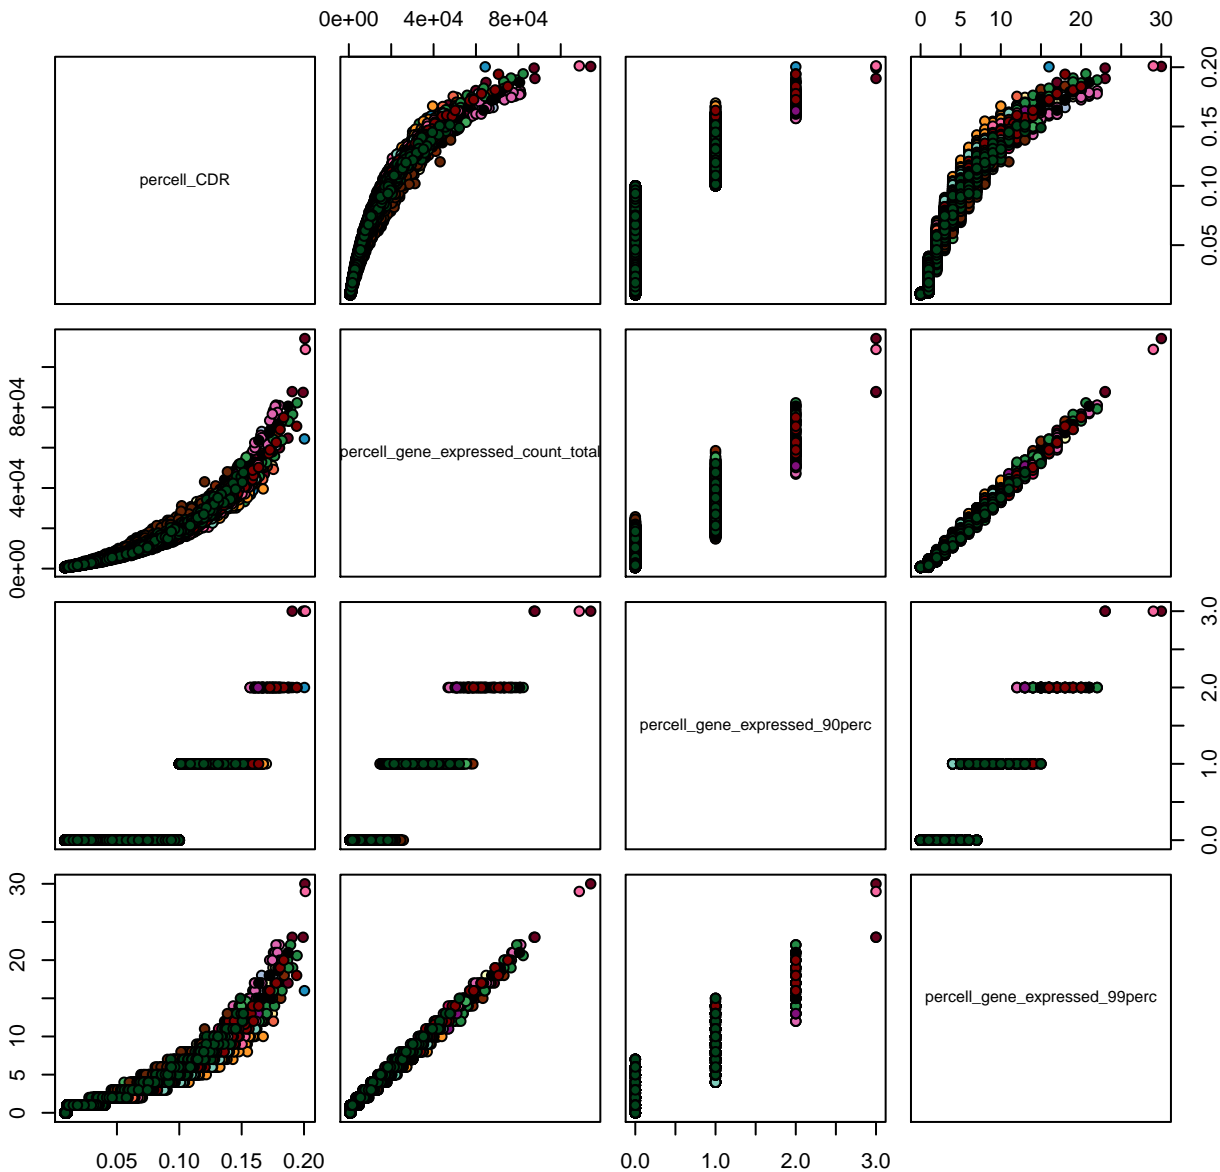 0e+00 4e+04 8e+04
0 5 10 20 30
percell_CDR
0.05 0.10 0.15 0.20
0e+00 4e+04 8e+04
percell_gene_expressed_count_total
percell_gene_expressed_90perc
0.0 1.0 2.0 3.0
0 5 10 20 30
percell_gene_expressed_99perc
0.05 0.10 0.15 0.20
0.0 1.0 2.0 3.0